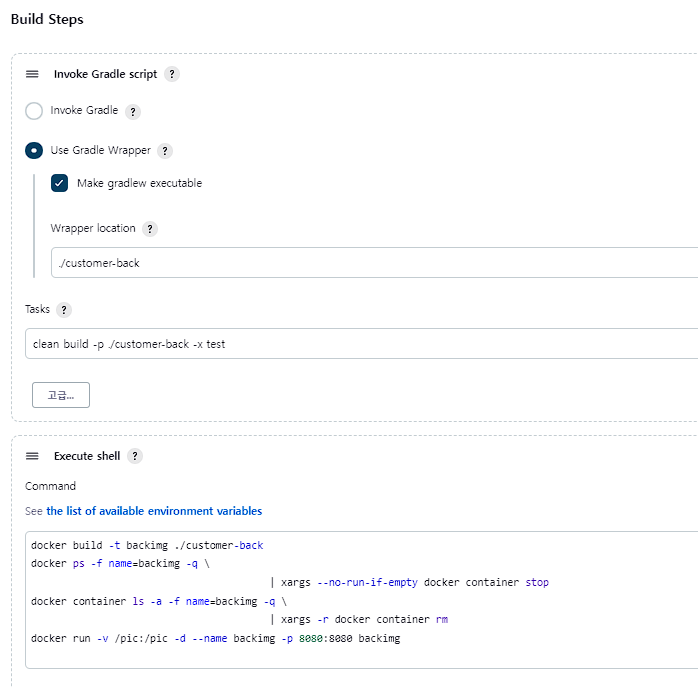 Build Steps
Invoke Gradle script ?
Invoke Gradle ?
Use Gradle Wrapper ?
Make gradlew executable
Wrapper location ?
./customer-back
Tasks ?
clean build -p ./customer-back -x test
고급...
Execute shell ?
Command
See the list of available environment variables
docker build -t backimg ./customer-back
docker ps -f name=backimg -q \
| xargs --no-run-if-empty docker container stop
docker container ls -a -f name=backimg -q \
| xargs -r docker container rm
docker run -v /pic:/pic -d --name backimg -p 8080:8080 backimg